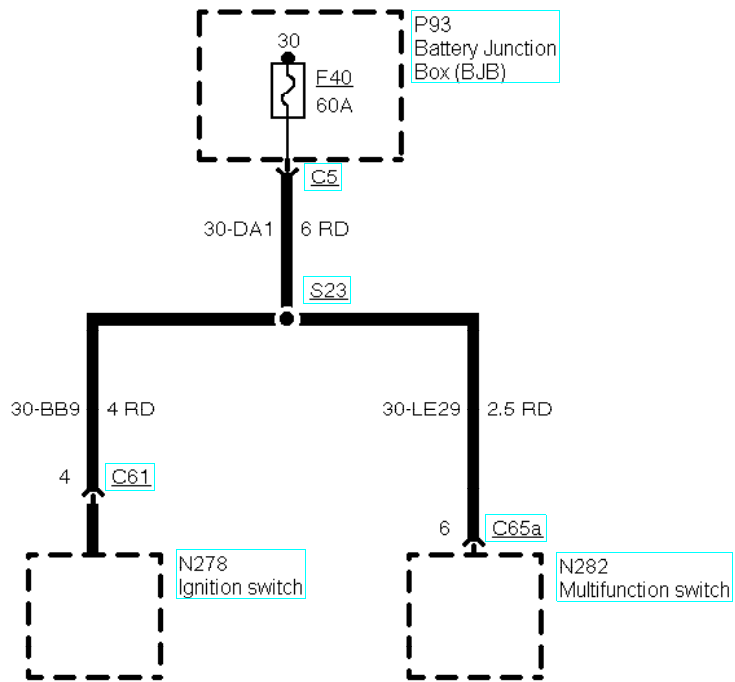 P93
Battery Junction
Box (BJB)
30
F40
60A
C5
30-DA1
6 RD
S23
30-BB9
4 RD
30-LE29
2.5 RD
4
C61
6
C65a
N278
Ignition switch
N282
Multifunction switch